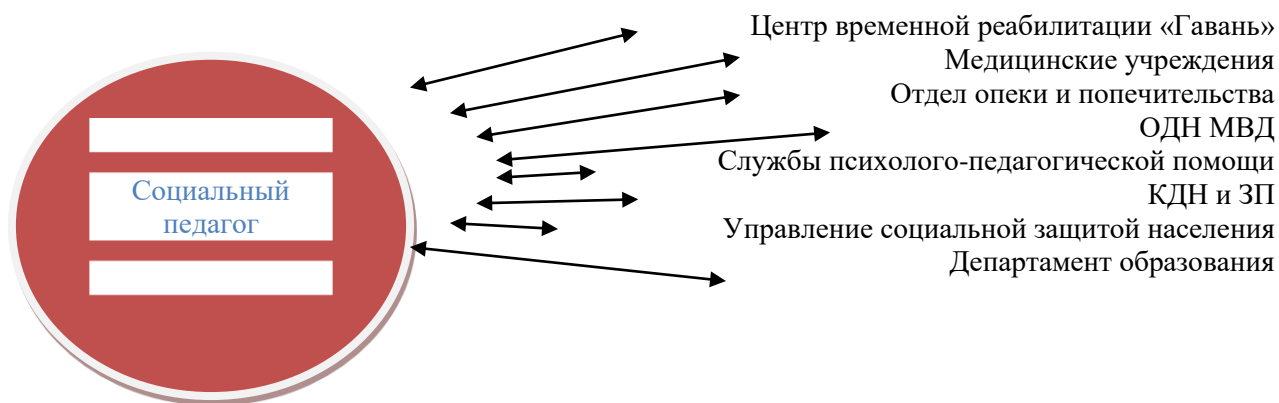 Центр временной реабилитации «Гавань»
Медицинские учреждения
Отдел опеки и попечительства
ОДН МВД
Службы психолого-педагогической помощи
КДН и ЗП
Управление социальной защитой населения
Департамент образования
Социальный
педагог